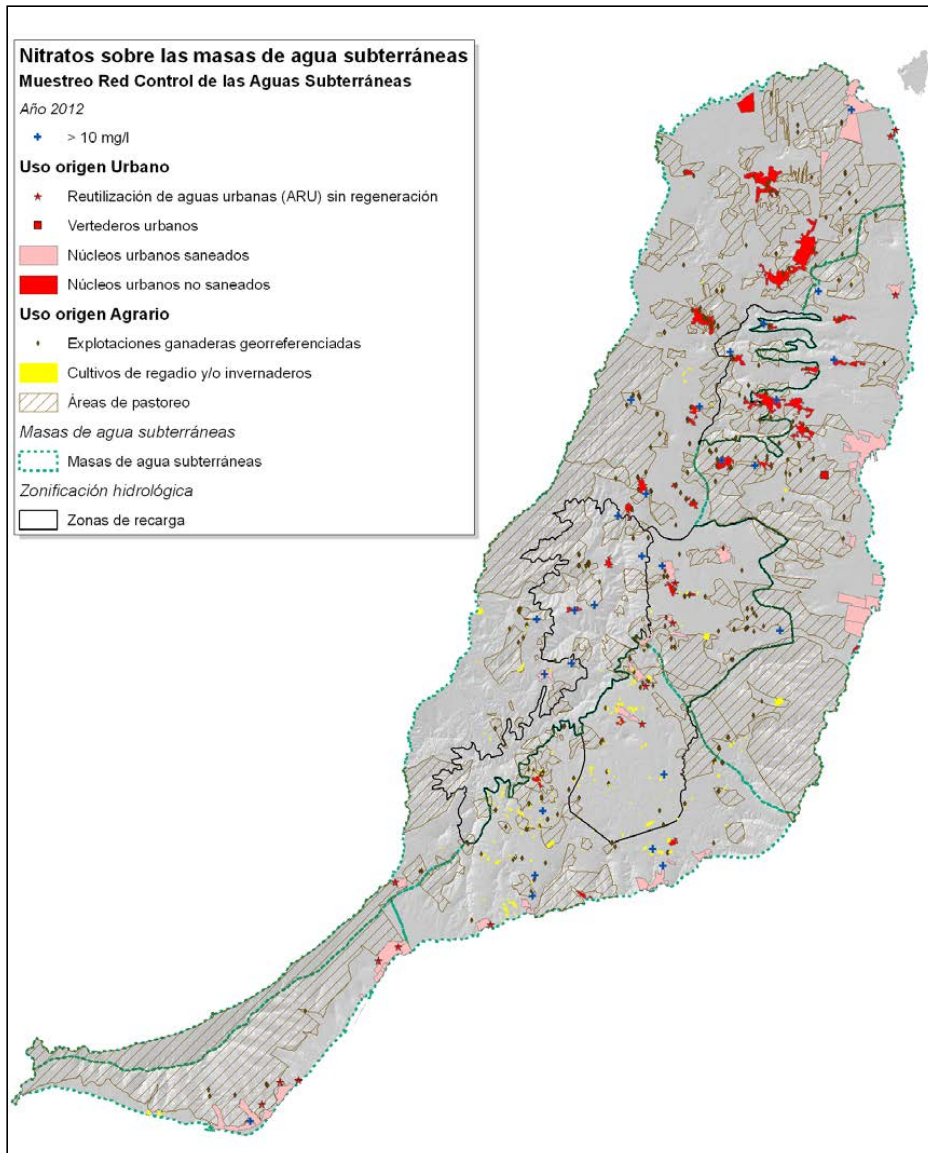 Nitratos sobre las masas de agua subterráneas
Muestreo Red Control de las Aguas Subterráneas
Año 2012
> 10 mg/l
Uso origen Urbano
Reutilización de aguas urbanas (ARU) sin regeneración
Vertederos urbanos
Núcleos urbanos saneados
Núcleos urbanos no saneados
Uso origen Agrario
Explotaciones ganaderas georreferenciadas
Cultivos de regadío y/o invernaderos
Áreas de pastoreo
Masas de agua subterráneas
Masas de agua subterráneas
Zonificación hidrológica
Zonas de recarga